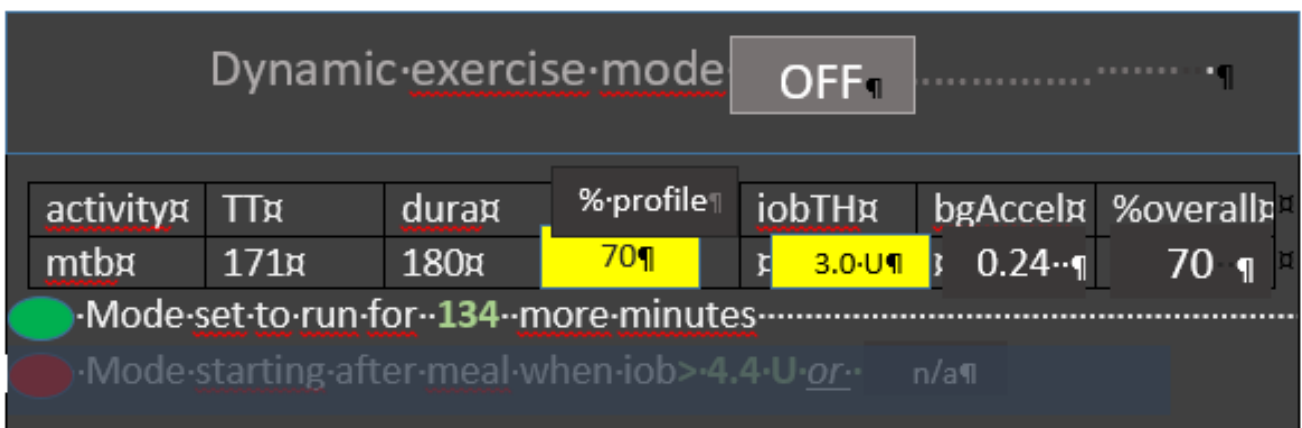 Dynamic·exercise·mode· OFF¶ ·¶
activity¤ TT¤ dura¤ %·profile¶ iobTH¤ bgAccel¤ %overall¤ ¤
mtb¤ 171¤ 180¤ 70¶ ¤ 3.0·U¶ ¤ 0.24··¶ 70 ¶ ¤
·Mode·set·to·run·for··134··more·minutes
·Mode·starting·after·meal·when·iob>·4.4·U·or·· n/a¶